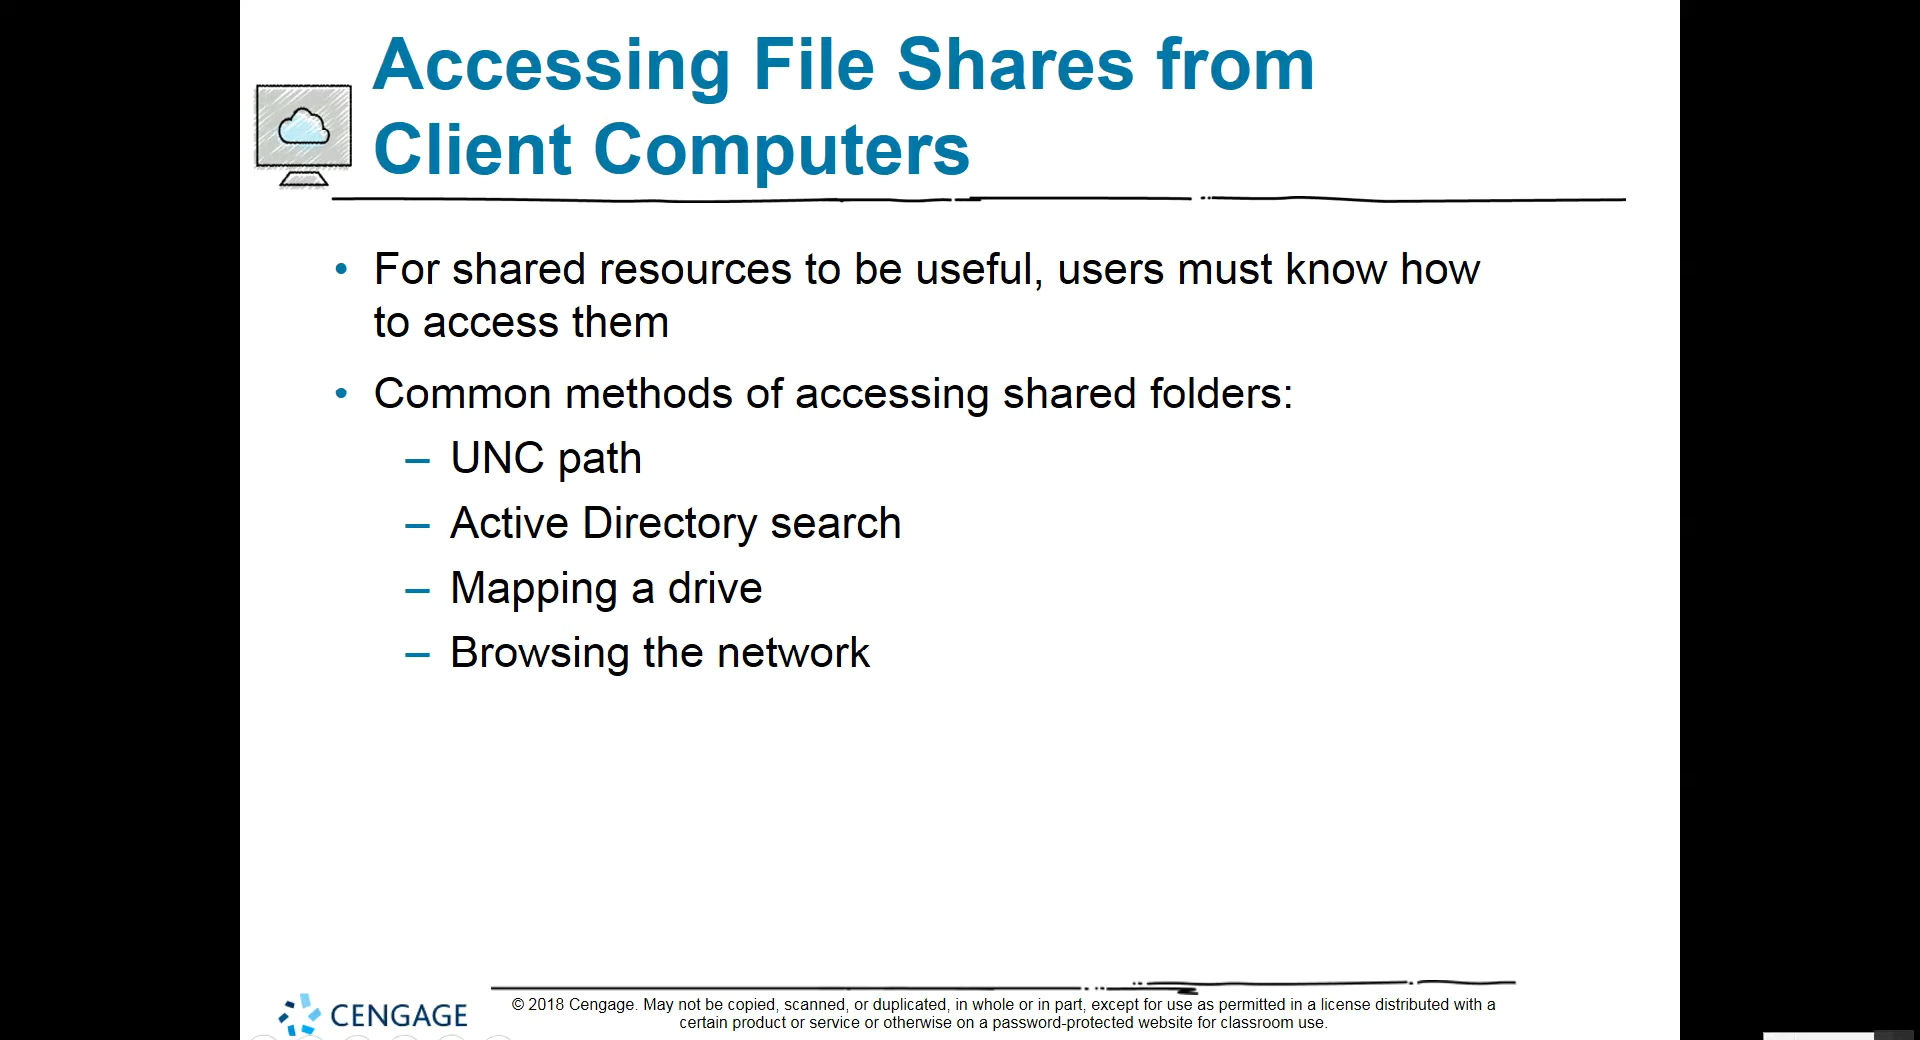 Accessing File Shares from
Client Computers
• For shared resources to be useful, users must know how
to access them
• Common methods of accessing shared folders:
– UNC path
– Active Directory search
– Mapping a drive
– Browsing the network
CENGAGE
© 2018 Cengage. May not be copied, scanned, or duplicated, in whole or in part, except for use as permitted in a license distributed with a
certain product or service or otherwise on a password-protected website for classroom use.